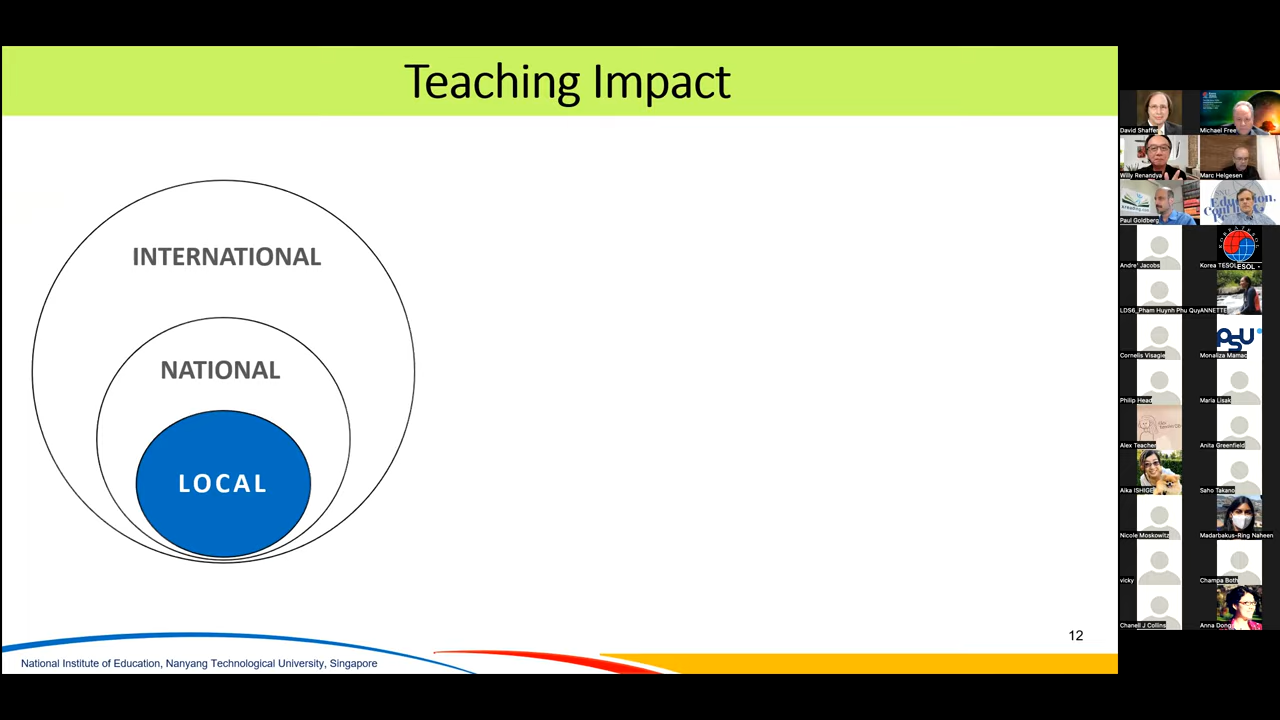 Teaching Impact
INTERNATIONAL
NATIONAL
LOCAL
12
National Institute of Education, Nanyang Technological University, Singapore
David Shaffer
Michael Free
Willy Renandya
Marc Helgesen
Paul Goldberg
Andre' Jacobs
Korea TESOL
LDS6_Pham Huynh Phu Quy
ANNETTE
Cornelis Visagie
Monaliza Mamac
Philip Head
Maria Lisak
Alex Teacher
Anita Greenfield
Aika ISHIGE
Saho Takano
Nicole Moskowitz
Madarbakus-Ring Naheen
vicky
Champa Both
Chanell J Collins
Anna Dong